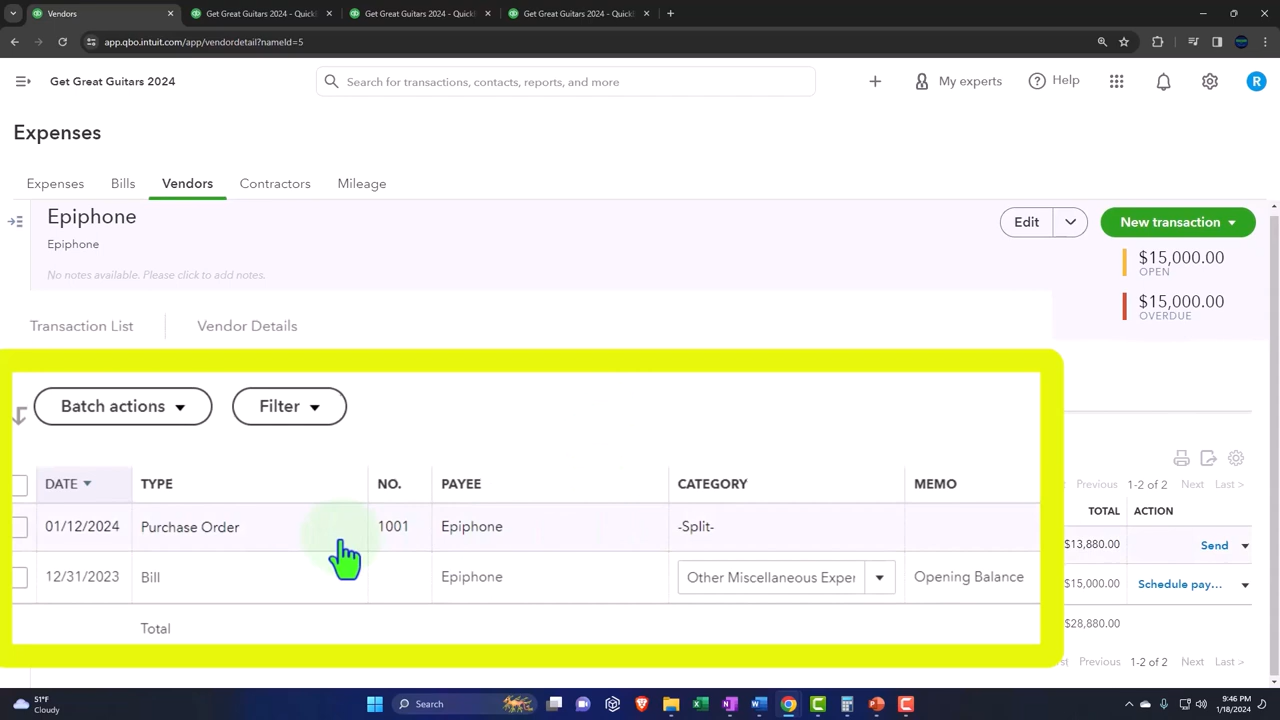 Vendors
Get Great Guitars 2024 - Quick
Get Great Guitars 2024 - Quick
Get Great Guitars 2024 - Quick
app.qbo.intuit.com/app/vendordetail?nameId=5
Get Great Guitars 2024
Search for transactions, contacts, reports, and more
My experts
Help
R
Expenses
Expenses Bills Vendors Contractors Mileage
Epiphone
Edit
New transaction
Epiphone
No notes available. Please click to add notes.
$15,000.00
OPEN
$15,000.00
OVERDUE
Transaction List
Vendor Details
Batch actions
Filter
Previous 1-2 of 2 Next Last >
DATE TYPE NO. PAYEE CATEGORY MEMO TOTAL ACTION
01/12/2024 Purchase Order 1001 Epiphone -Split- $13,880.00 Send
12/31/2023 Bill Epiphone Other Miscellaneous Exper Opening Balance $15,000.00 Schedule pay...
Total $28,880.00
Previous 1-2 of 2 Next Last >
51°F
Cloudy
Search
9:46 PM
1/18/2024